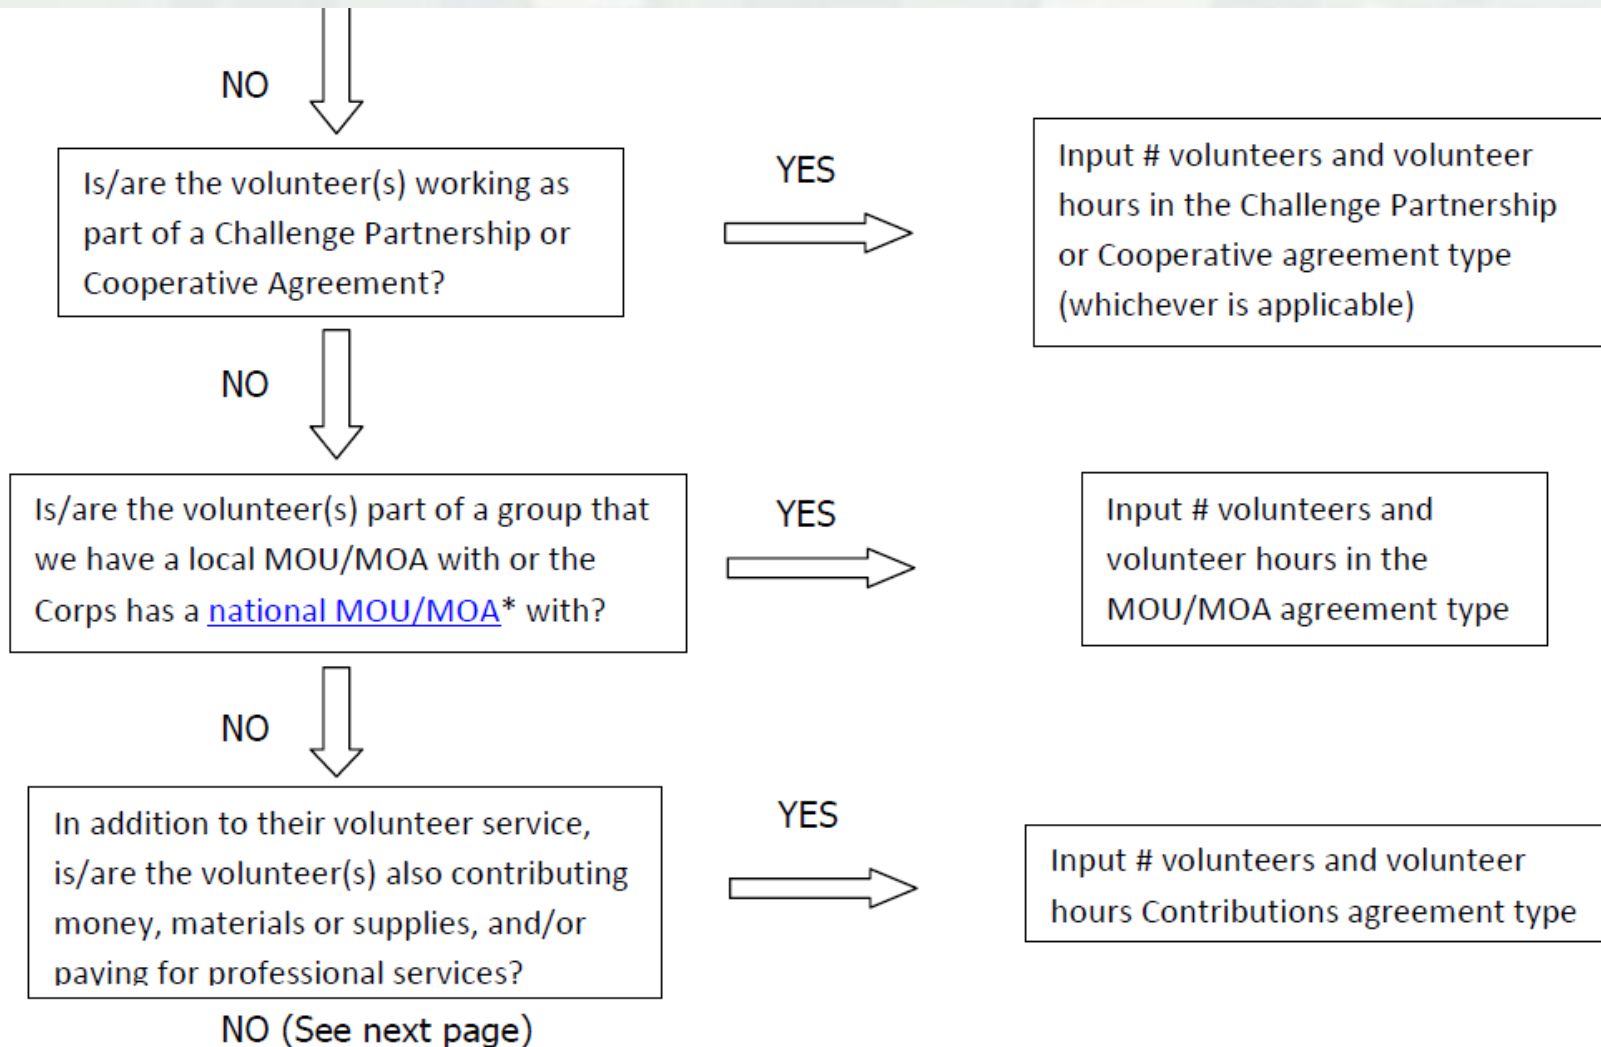 NO
Is/are the volunteer(s) working as
part of a Challenge Partnership or
Cooperative Agreement?
YES
Input # volunteers and volunteer
hours in the Challenge Partnership
or Cooperative agreement type
(whichever is applicable)
NO
Is/are the volunteer(s) part of a group that
we have a local MOU/MOA with or the
Corps has a national MOU/MOA* with?
YES
Input # volunteers and
volunteer hours in the
MOU/MOA agreement type
NO
In addition to their volunteer service,
is/are the volunteer(s) also contributing
money, materials or supplies, and/or
paying for professional services?
YES
Input # volunteers and volunteer
hours Contributions agreement type
NO (See next page)